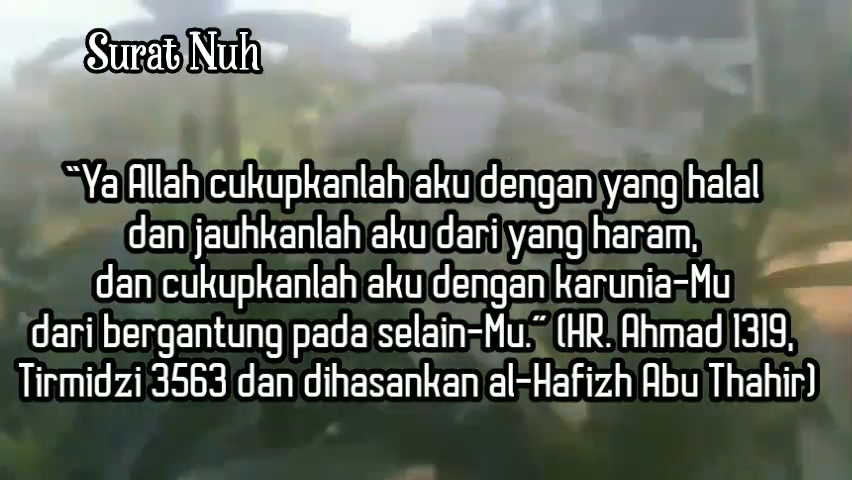 Surat Nuh
“Ya Allah cukupkanlah aku dengan yang halal
dan jauhkanlah aku dari yang haram,
dan cukupkanlah aku dengan karunia-Mu
dari bergantung pada selain-Mu.” (HR. Ahmad 1319,
Tirmidzi 3563 dan dihasankan al-Hafizh Abu Thahir)